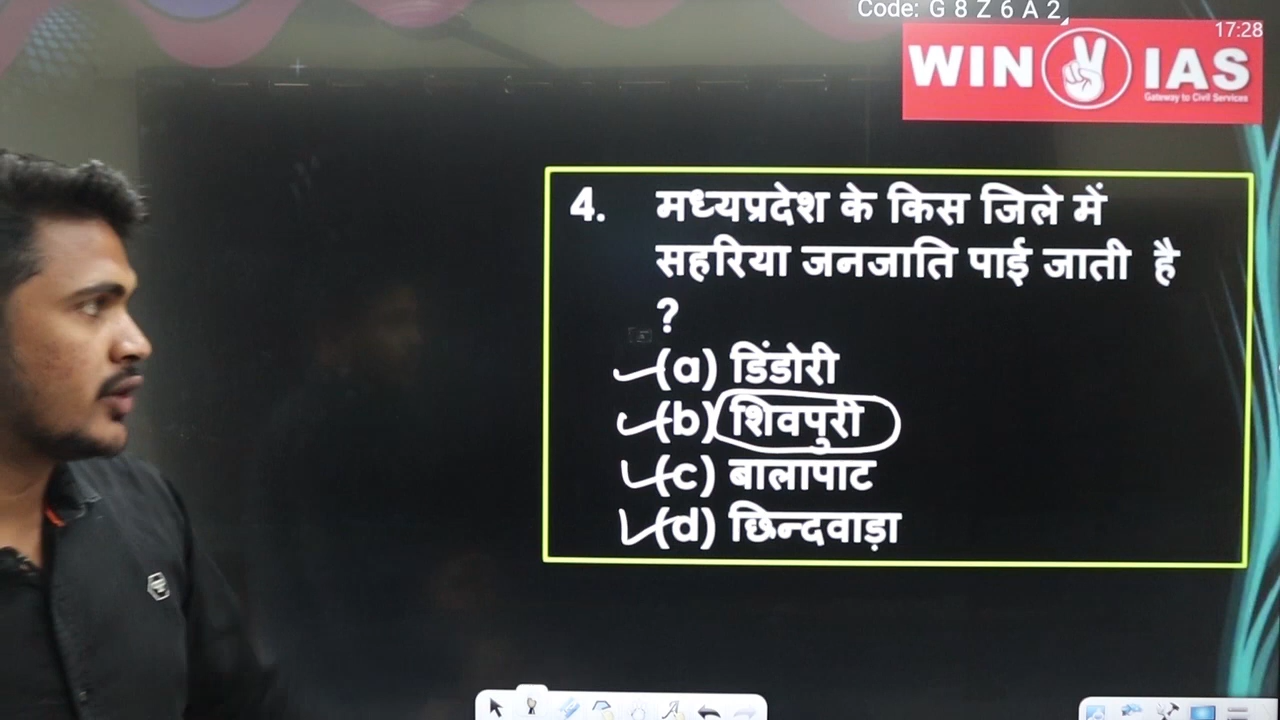 Code: G 8 Z 6 A 2
17:28
WIN IAS
Gateway to Civil Services
4. मध्यप्रदेश के किस जिले में
सहरिया जनजाति पाई जाती है
?
(a) डिंडोरी
(b) शिवपुरी
(c) बालापाट
(d) छिन्दवाड़ा